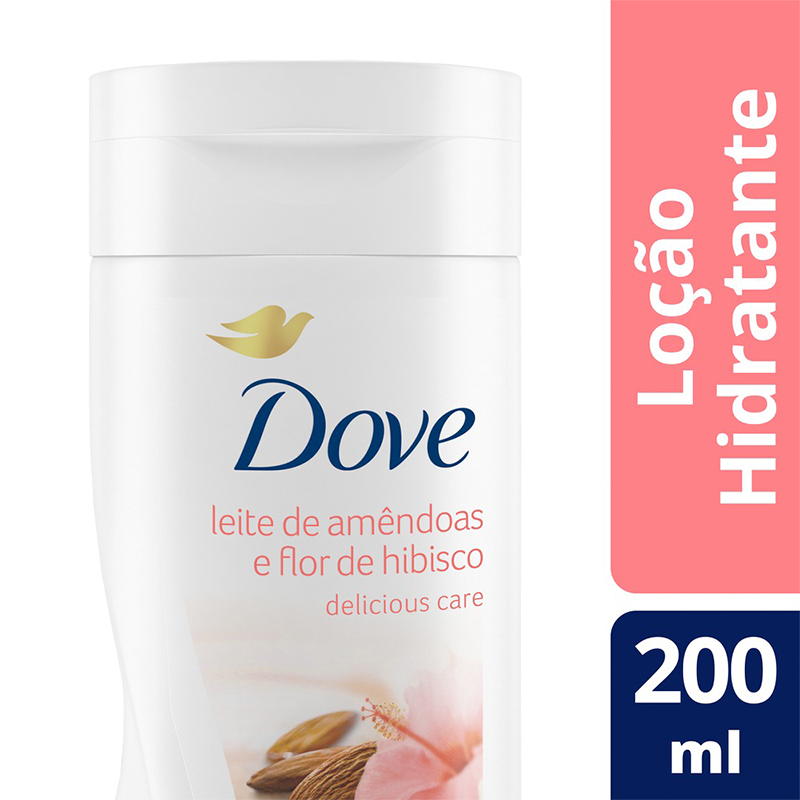 Dove
leite de amêndoas
e flor de hibisco
delicious care
Loção
Hidratante
200
ml